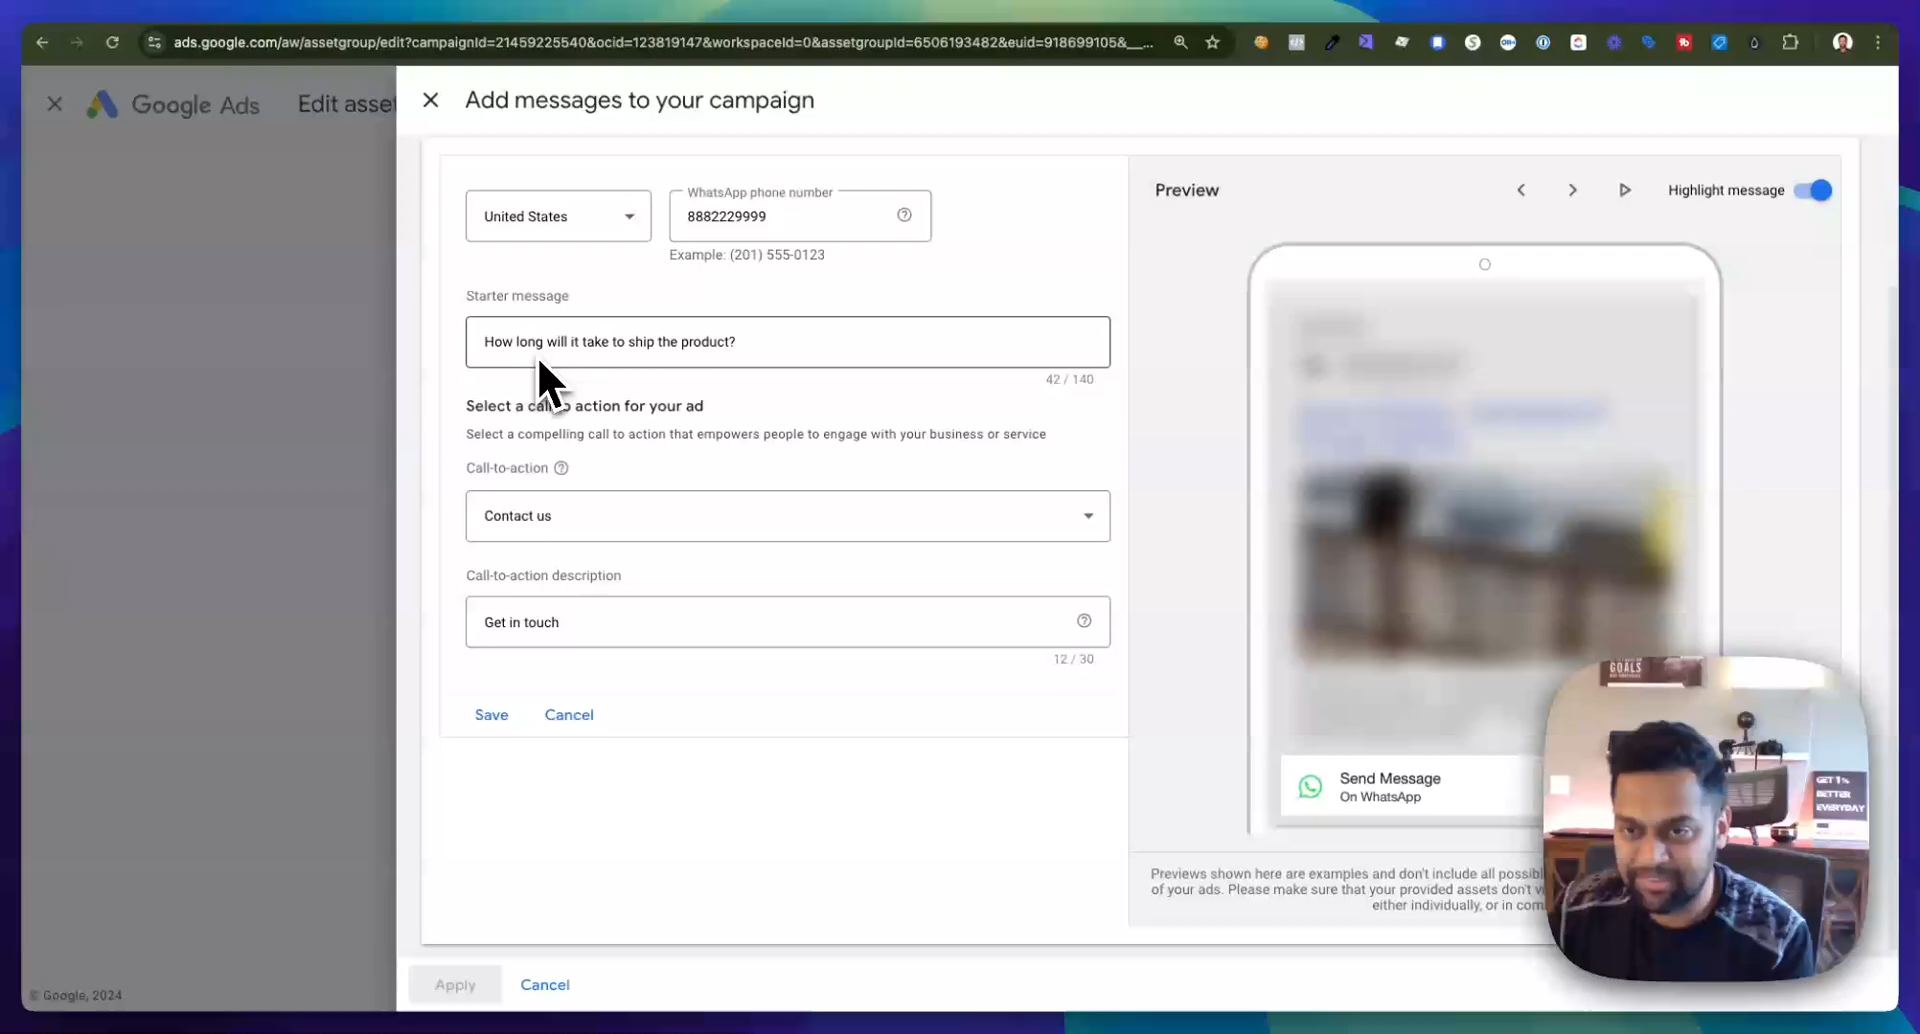 ads.google.com/aw/assetgroup/edit?campaignId=21459225540&ocid=123819147&workspaceId=0&assetgroupId=6506193482&euid=918699105&__...
Google Ads
Edit asset
Add messages to your campaign
United States
WhatsApp phone number
8882229999
Example: (201) 555-0123
Starter message
How long will it take to ship the product?
42 / 140
Select a call to action for your ad
Select a compelling call to action that empowers people to engage with your business or service
Call-to-action
Contact us
Call-to-action description
Get in touch
12 / 30
Save
Cancel
Preview
Highlight message
Send Message
On WhatsApp
Previews shown here are examples and don't include all possibl
of your ads. Please make sure that your provided assets don't v
either individually, or in com
GOALS
GET 1%
BETTER
EVERYDAY
Apply
Cancel
© Google, 2024